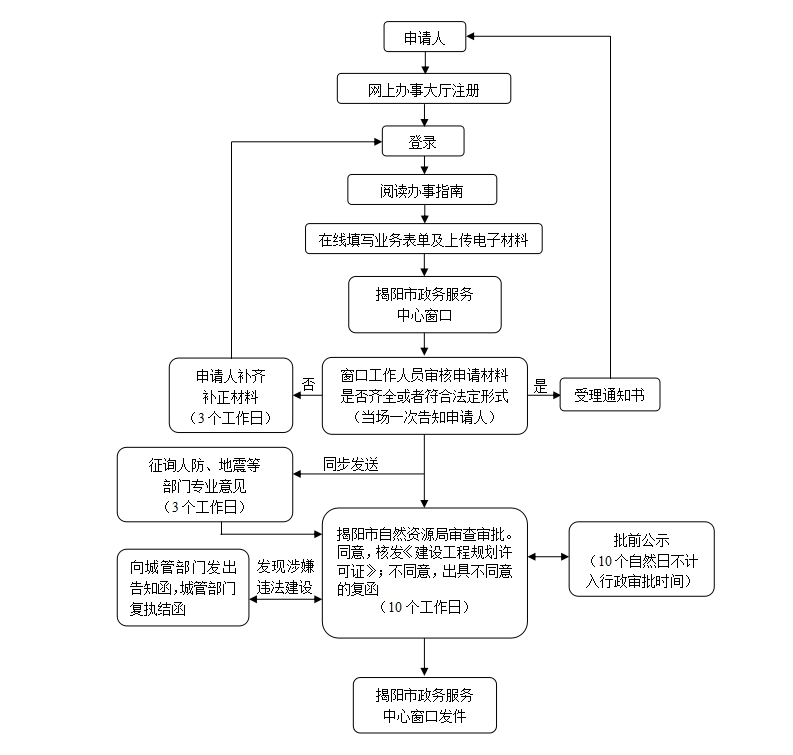 申请人
网上办事大厅注册
登录
阅读办事指南
在线填写业务表单及上传电子材料
揭阳市政务服务
中心窗口
申请人补齐
补正材料
（3个工作日）
否
窗口工作人员审核申请材料
是否齐全或者符合法定形式
（当场一次告知申请人）
是
受理通知书
征询人防、地震等
部门专业意见
（3个工作日）
同步发送
揭阳市自然资源局审查审批。
同意，核发《建设工程规划许
可证》；不同意，出具不同意
的复函
（10个工作日）
批前公示
（10个自然日不计
入行政审批时间）
向城管部门发出
告知函，城管部门
复执结函
发现涉嫌
违法建设
揭阳市政务服务
中心窗口发件